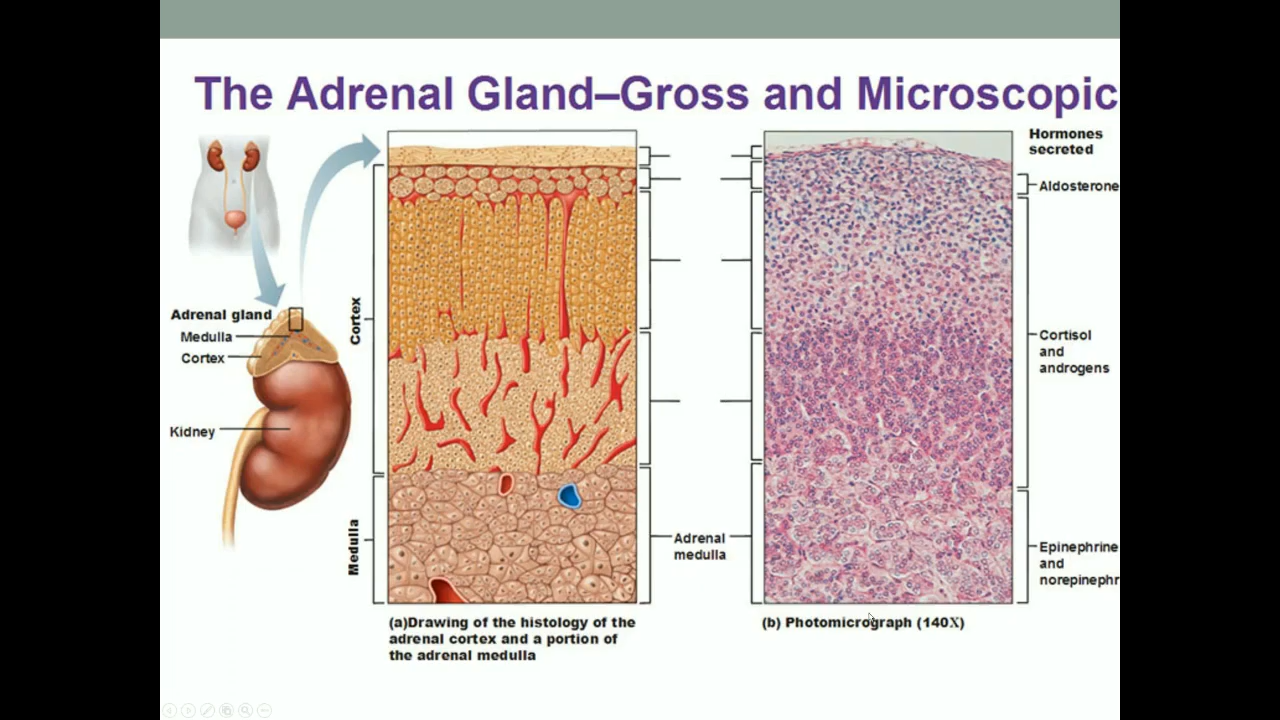 The Adrenal Gland–Gross and Microscopic
Hormones
secreted
Aldosterone
Adrenal gland
Medulla
Cortex
Kidney
Cortex
Medulla
Cortisol
and
androgens
Adrenal
medulla
Epinephrine
and
norepinephr
(a)Drawing of the histology of the
adrenal cortex and a portion of
the adrenal medulla
(b) Photomicrograph (140X)